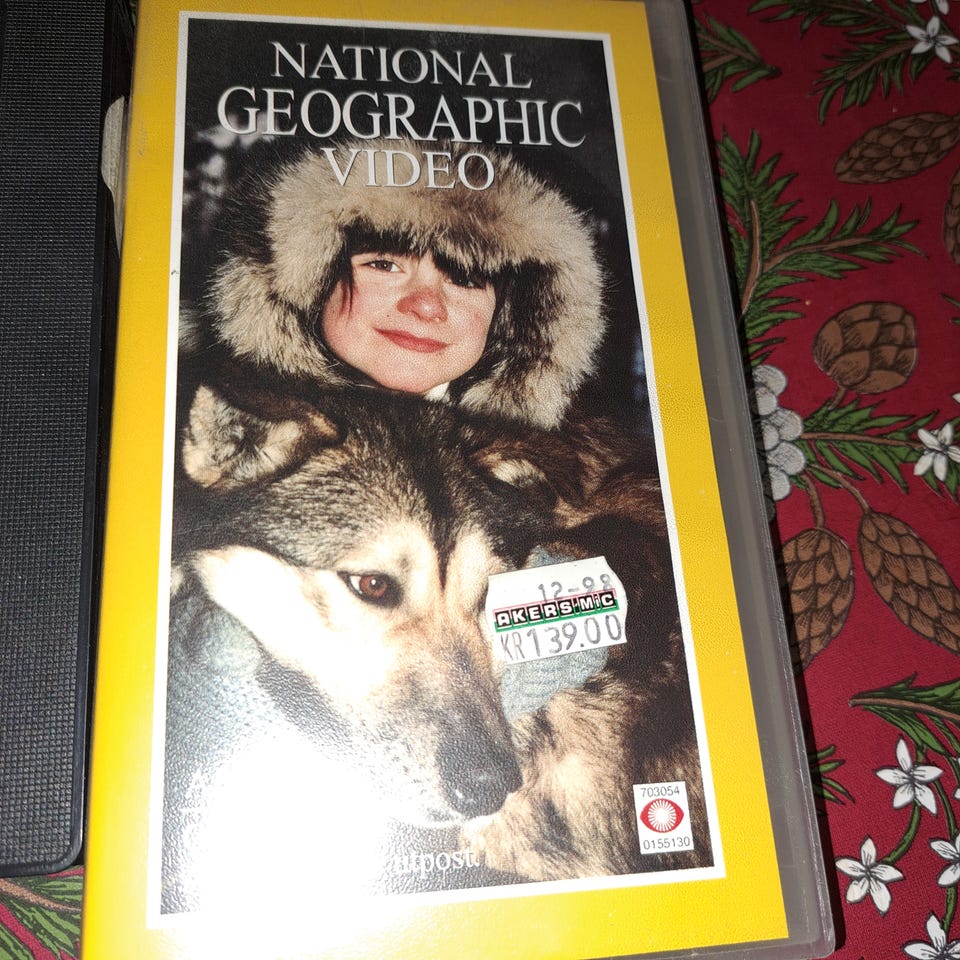 NATIONAL
GEOGRAPHIC
VIDEO
12-98
AKERS MIC
KR139.00
703054
0155130